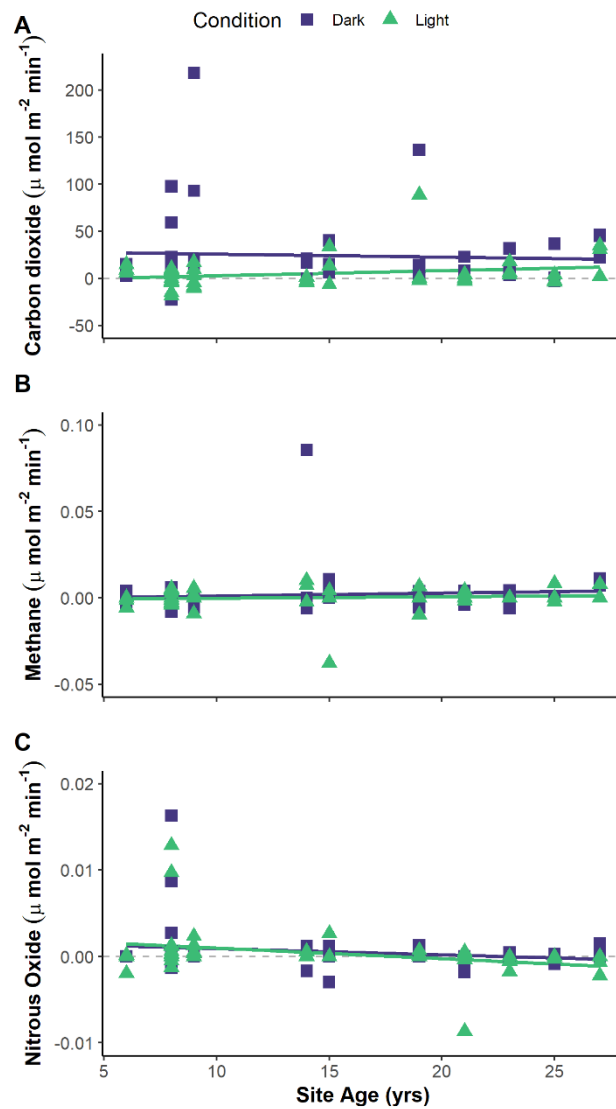 A
Condition Dark Light
Carbon dioxide (μ mol m⁻² min⁻¹)
200
150
100
50
0
-50
B
Methane (μ mol m⁻² min⁻¹)
0.10
0.05
0.00
-0.05
C
Nitrous Oxide (μ mol m⁻² min⁻¹)
0.02
0.01
0.00
-0.01
5 10 15 20 25
Site Age (yrs)